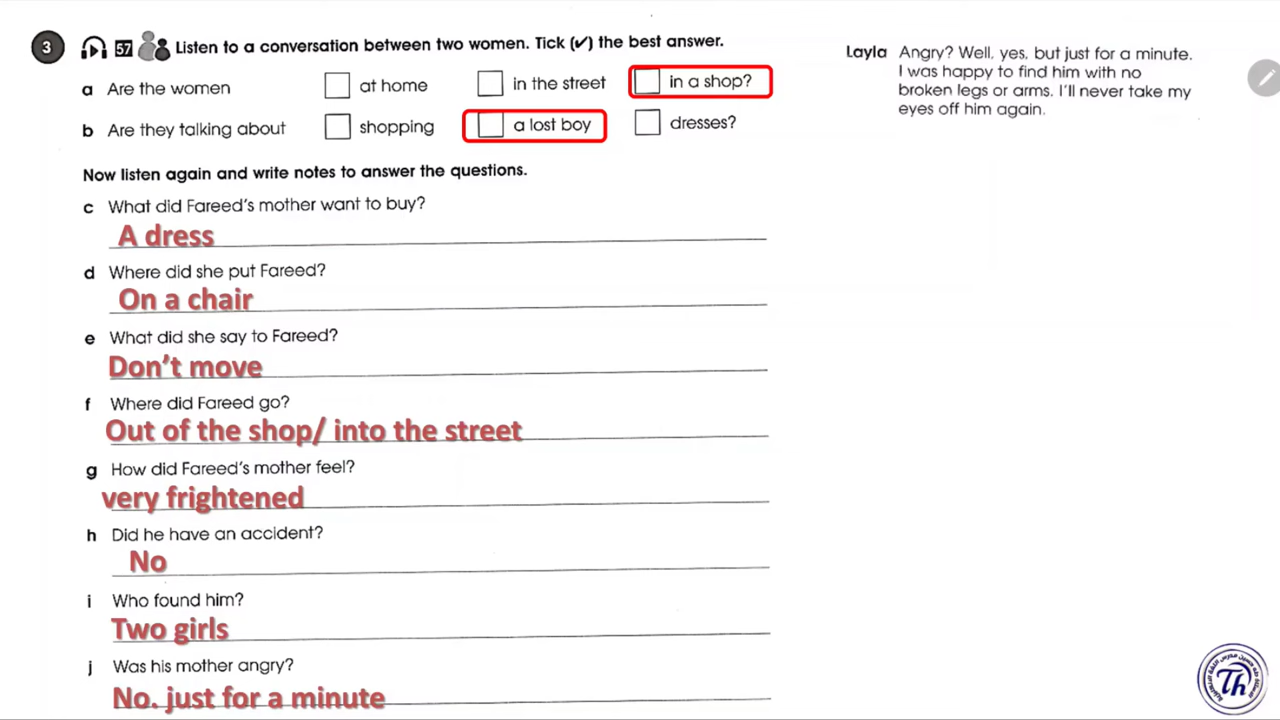 3 57 Listen to a conversation between two women. Tick (✔) the best answer.
a Are the women at home in the street in a shop?
b Are they talking about shopping a lost boy dresses?
Now listen again and write notes to answer the questions.
c What did Fareed's mother want to buy?
A dress
d Where did she put Fareed?
On a chair
e What did she say to Fareed?
Don't move
f Where did Fareed go?
Out of the shop/ into the street
g How did Fareed's mother feel?
very frightened
h Did he have an accident?
No
i Who found him?
Two girls
j Was his mother angry?
No. just for a minute
Layla Angry? Well, yes, but just for a minute.
I was happy to find him with no
broken legs or arms. I'll never take my
eyes off him again.
Th